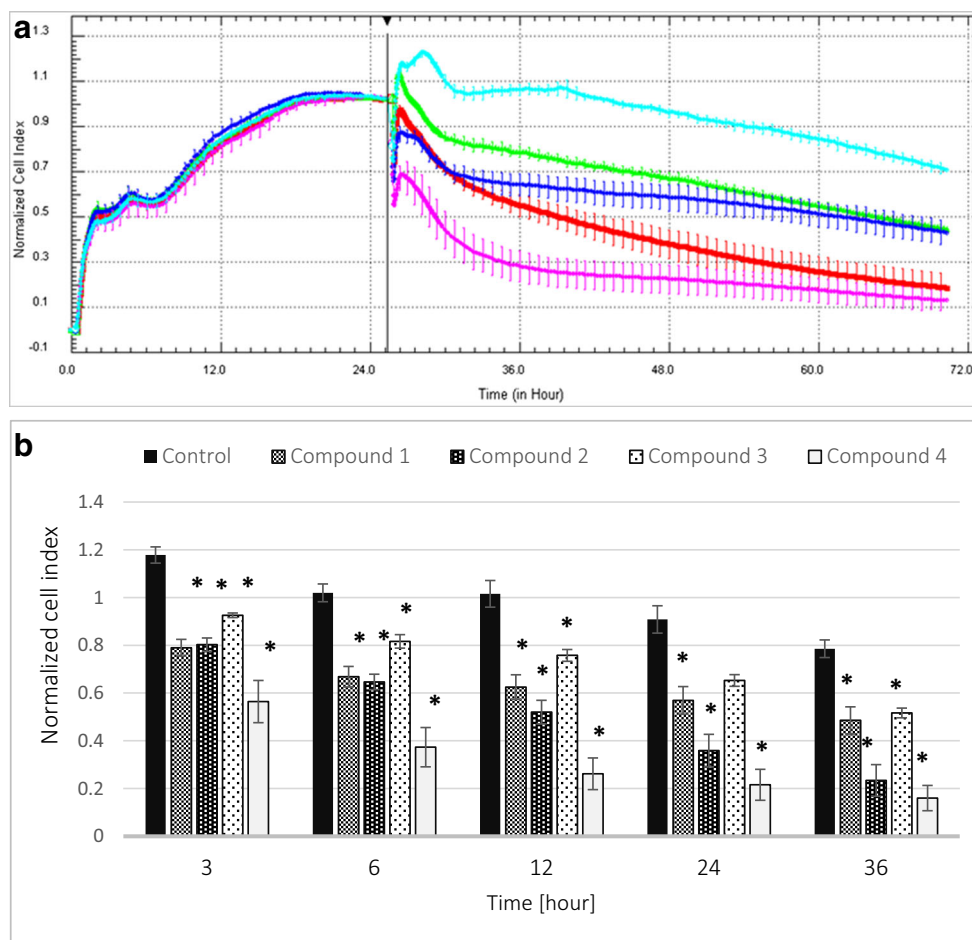 a
1.3
1.1
0.9
0.7
0.5
0.3
0.1
-0.1
Normalized Cell Index
0.0 12.0 24.0 36.0 48.0 60.0 72.0
Time (in Hour)
b
Control Compound 1 Compound 2 Compound 3 Compound 4
1.4
1.2
1
0.8
0.6
0.4
0.2
0
Normalized cell index
* * * *
* * * *
* * * *
* * *
* * * *
3 6 12 24 36
Time [hour]